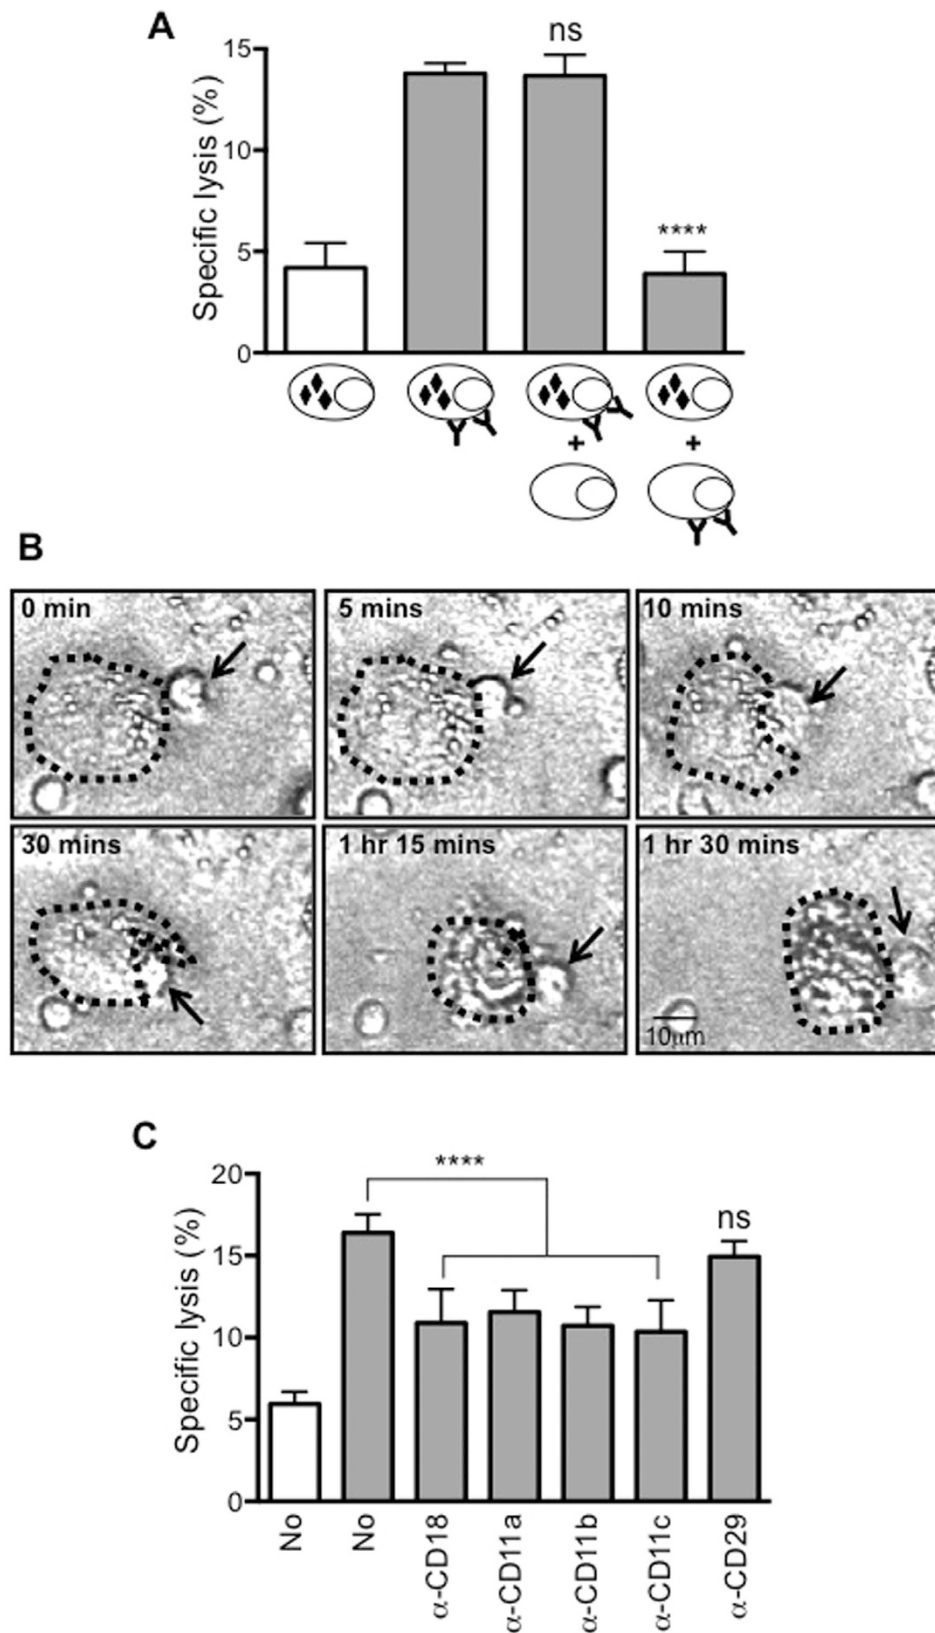 A
ns
15
10
5
0
****
Specific lysis (%)
+
+
B
0 min
5 mins
10 mins
30 mins
1 hr 15 mins
1 hr 30 mins
10µm
C
****
ns
20
15
10
5
0
Specific lysis (%)
No
No
α-CD18
α-CD11a
α-CD11b
α-CD11c
α-CD29